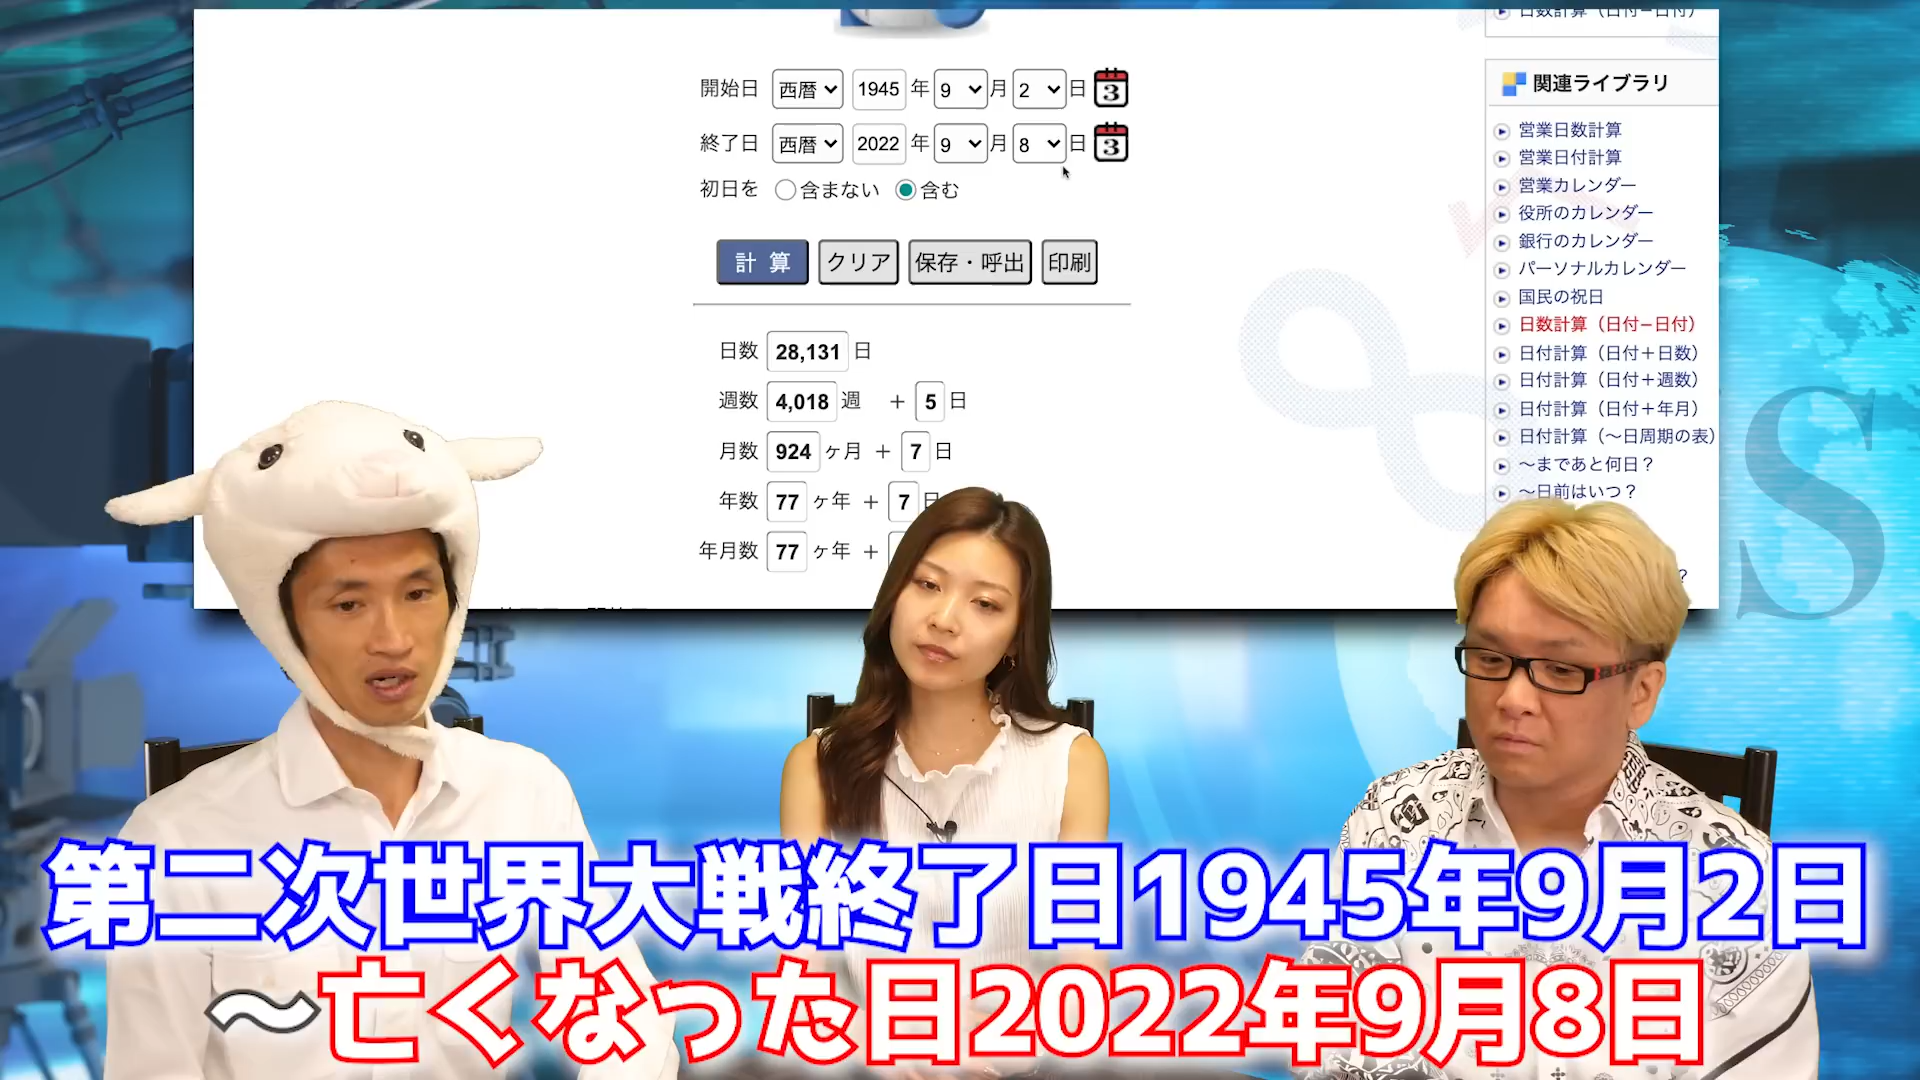 日数計算（日付−日付）
開始日 西暦 1945 年 9 月 2 日 3
終了日 西暦 2022 年 9 月 8 日 3
初日を 含まない 含む
計 算 クリア 保存・呼出 印刷
日数 28,131 日
週数 4,018 週 + 5 日
月数 924 ヶ月 + 7 日
年数 77 ヶ年 + 7 日
年月数 77 ヶ年 +
関連ライブラリ
営業日数計算
営業日付計算
営業カレンダー
役所のカレンダー
銀行のカレンダー
パーソナルカレンダー
国民の祝日
日数計算（日付−日付）
日付計算（日付＋日数）
日付計算（日付＋週数）
日付計算（日付＋年月）
日付計算（〜日周期の表）
〜まであと何日？
〜日前はいつ？
?
S
第二次世界大戦終了日1945年9月2日
〜亡くなった日2022年9月8日